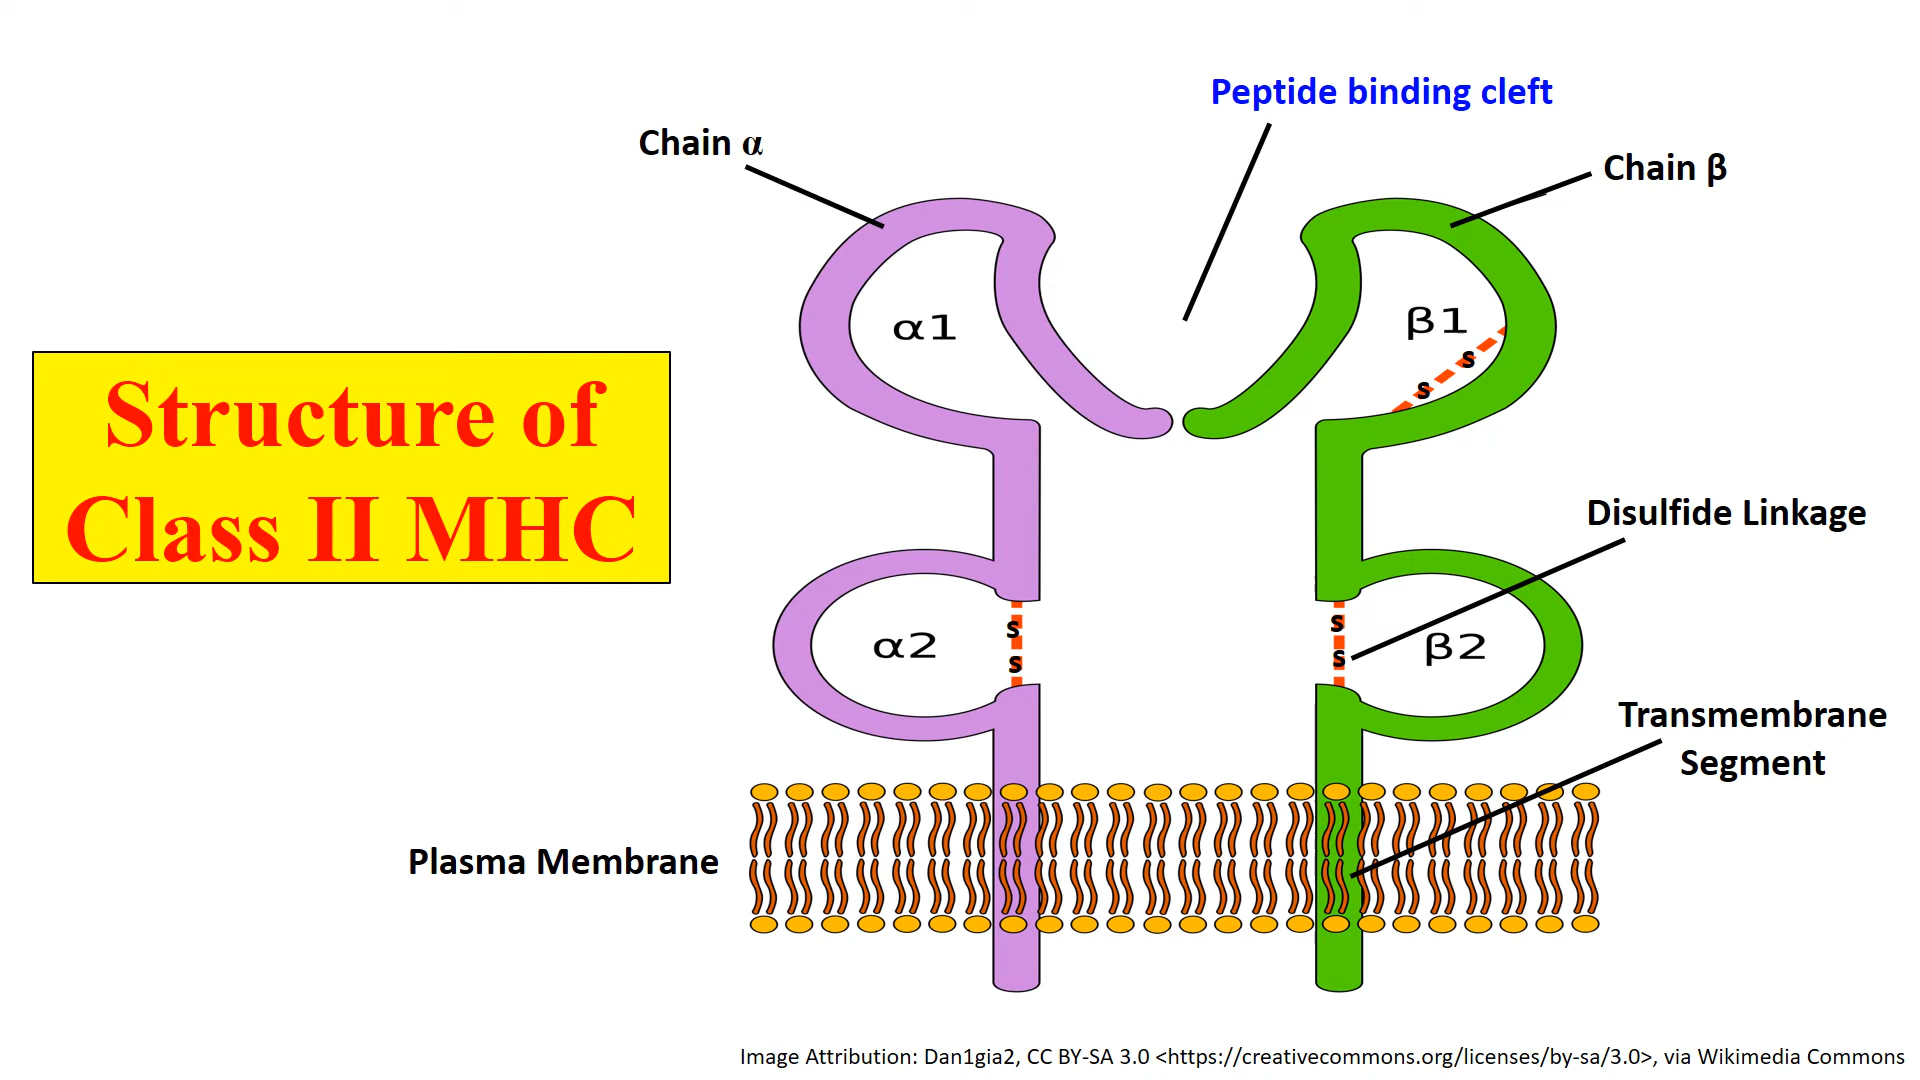 Peptide binding cleft
Chain α
Chain β
α1
β1
s
s
Structure of
Class II MHC
Disulfide Linkage
α2
s
s
s
s
β2
Transmembrane
Segment
Plasma Membrane
Image Attribution: Dan1gia2, CC BY-SA 3.0 <https://creativecommons.org/licenses/by-sa/3.0>, via Wikimedia Commons